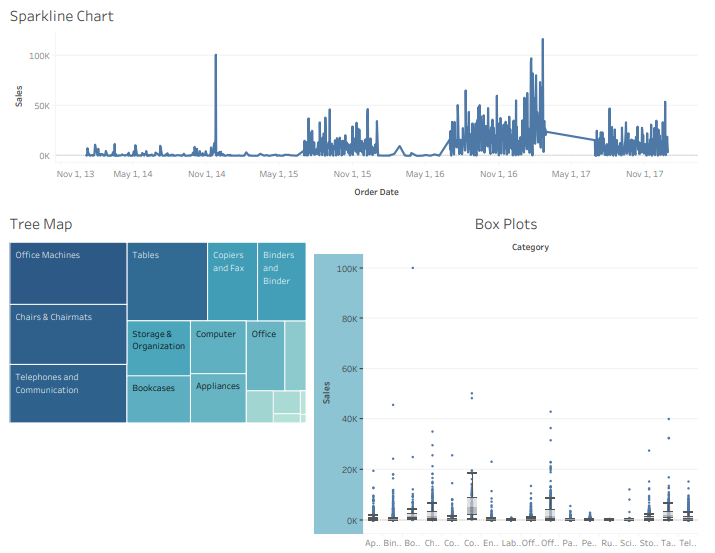 Sparkline Chart
100K
50K
0K
Sales
Nov 1, 13
May 1, 14
Nov 1, 14
May 1, 15
Nov 1, 15
May 1, 16
Nov 1, 16
May 1, 17
Nov 1, 17
Order Date
Tree Map
Office Machines
Chairs & Chairmats
Telephones and
Communication
Tables
Copiers
and Fax
Binders
and
Binder
Storage &
Organization
Computer
Office
Bookcases
Appliances
Box Plots
Category
100K
80K
60K
40K
20K
0K
Sales
Ap..
Bin..
Bo..
Ch..
Co..
Co..
En..
Lab..
Off..
Off..
Pa..
Pe..
Ru..
Sci..
Sto..
Ta..
Tel..